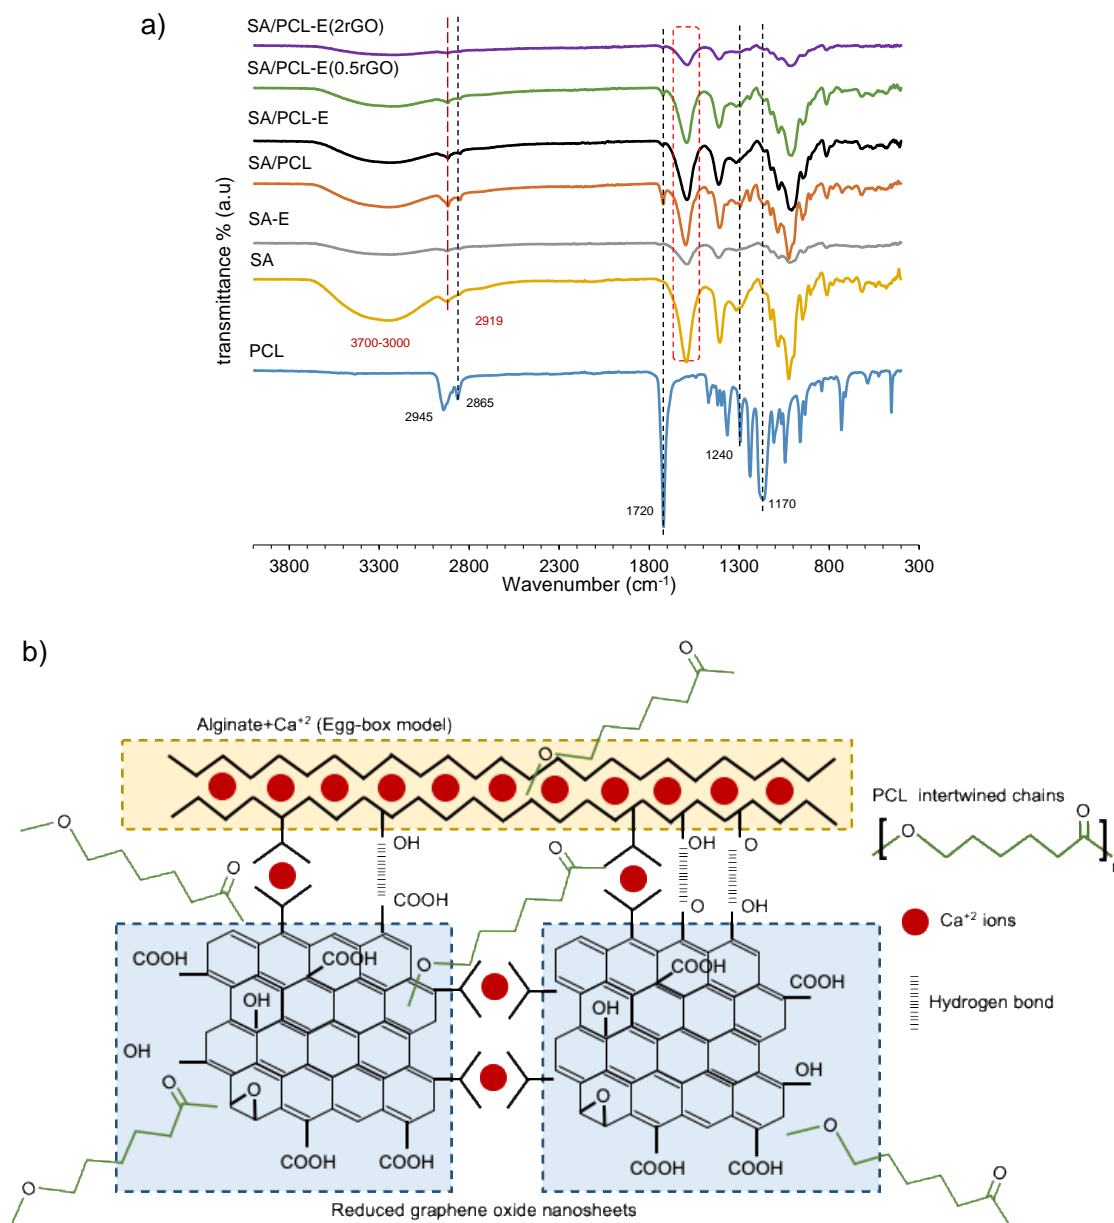 a)
SA/PCL-E(2rGO)
SA/PCL-E(0.5rGO)
SA/PCL-E
SA/PCL
SA-E
SA
PCL
transmittance % (a.u)
3700-3000
2919
2945
2865
1240
1720
1170
3800 3300 2800 2300 1800 1300 800 300
Wavenumber (cm⁻¹)
b)
O
Alginate+Ca⁺² (Egg-box model)
O
PCL intertwined chains
O
O
O
OH
OH
O
O
O
COOH
O
OH
Ca⁺² ions
COOH
COOH
O
COOH
COOH
OH
OH
Hydrogen bond
OH
OH
O
O
O
O
COOH
COOH
COOH
COOH
O
O
Reduced graphene oxide nanosheets